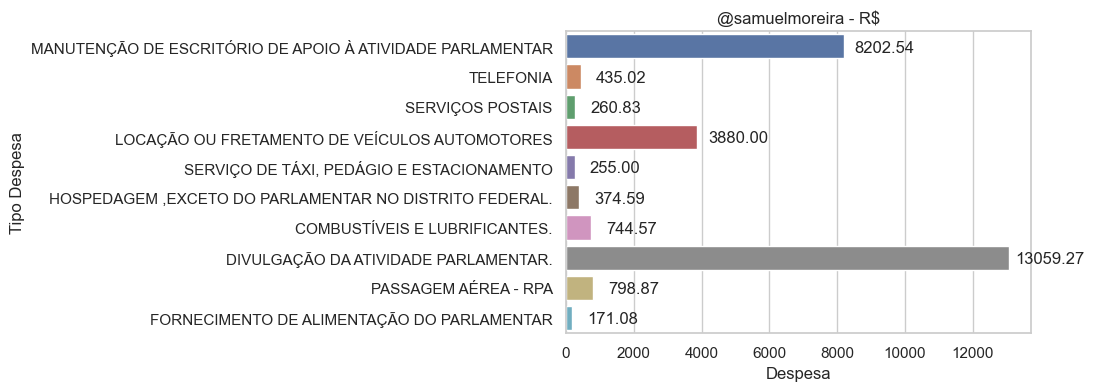 @samuelmoreira - R$
Tipo Despesa
MANUTENÇÃO DE ESCRITÓRIO DE APOIO À ATIVIDADE PARLAMENTAR 8202.54
TELEFONIA 435.02
SERVIÇOS POSTAIS 260.83
LOCAÇÃO OU FRETAMENTO DE VEÍCULOS AUTOMOTORES 3880.00
SERVIÇO DE TÁXI, PEDÁGIO E ESTACIONAMENTO 255.00
HOSPEDAGEM ,EXCETO DO PARLAMENTAR NO DISTRITO FEDERAL. 374.59
COMBUSTÍVEIS E LUBRIFICANTES. 744.57
DIVULGAÇÃO DA ATIVIDADE PARLAMENTAR. 13059.27
PASSAGEM AÉREA - RPA 798.87
FORNECIMENTO DE ALIMENTAÇÃO DO PARLAMENTAR 171.08
0 2000 4000 6000 8000 10000 12000
Despesa